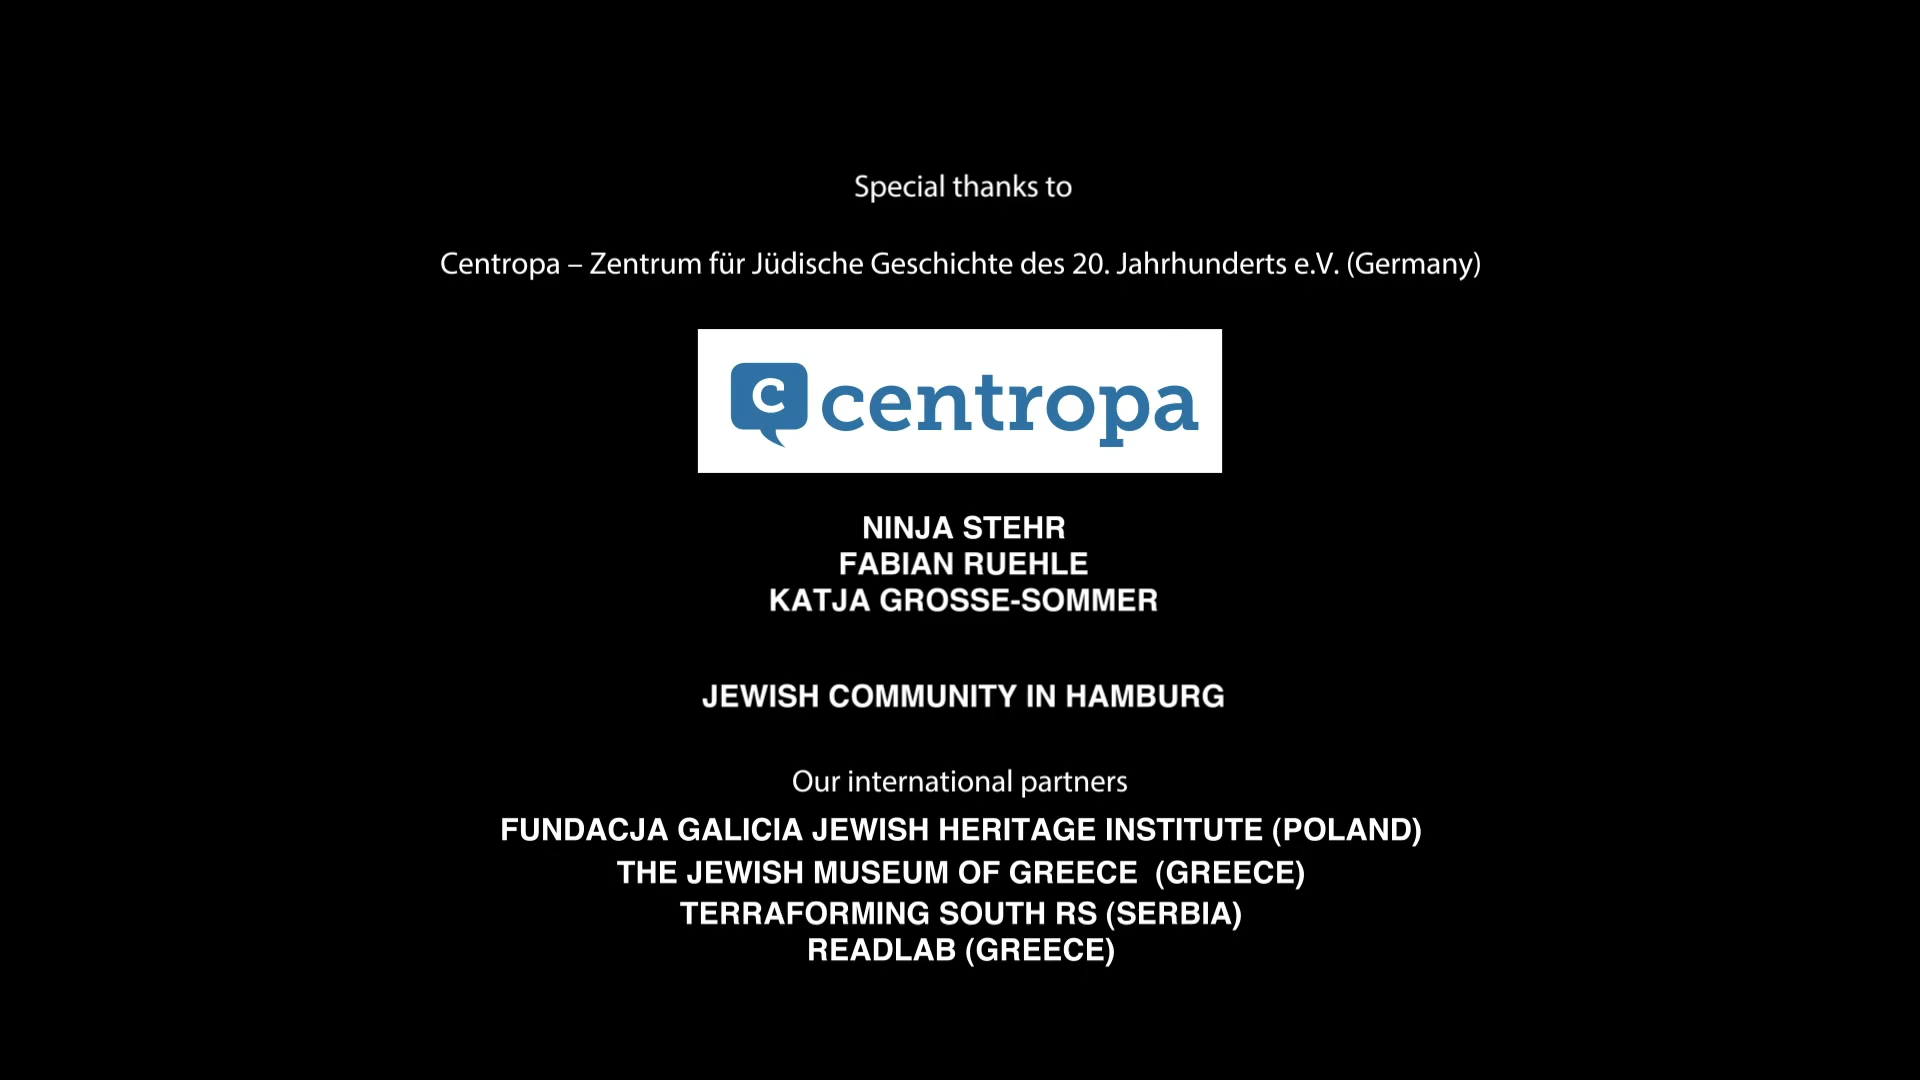 Special thanks to
Centropa – Zentrum für Jüdische Geschichte des 20. Jahrhunderts e.V. (Germany)
c centropa
NINJA STEHR
FABIAN RUEHLE
KATJA GROSSE-SOMMER
JEWISH COMMUNITY IN HAMBURG
Our international partners
FUNDACJA GALICIA JEWISH HERITAGE INSTITUTE (POLAND)
THE JEWISH MUSEUM OF GREECE (GREECE)
TERRAFORMING SOUTH RS (SERBIA)
READLAB (GREECE)